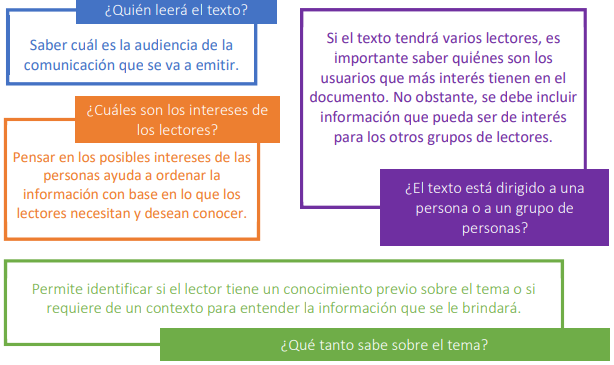 ¿Quién leerá el texto?
Saber cuál es la audiencia de la
comunicación que se va a emitir.
¿Cuáles son los intereses de
los lectores?
Pensar en los posibles intereses de las
personas ayuda a ordenar la
información con base en lo que los
lectores necesitan y desean conocer.
Si el texto tendrá varios lectores, es
importante saber quiénes son los
usuarios que más interés tienen en el
documento. No obstante, se debe incluir
información que pueda ser de interés
para los otros grupos de lectores.
¿El texto está dirigido a una
persona o a un grupo de
personas?
Permite identificar si el lector tiene un conocimiento previo sobre el tema o si
requiere de un contexto para entender la información que se le brindará.
¿Qué tanto sabe sobre el tema?